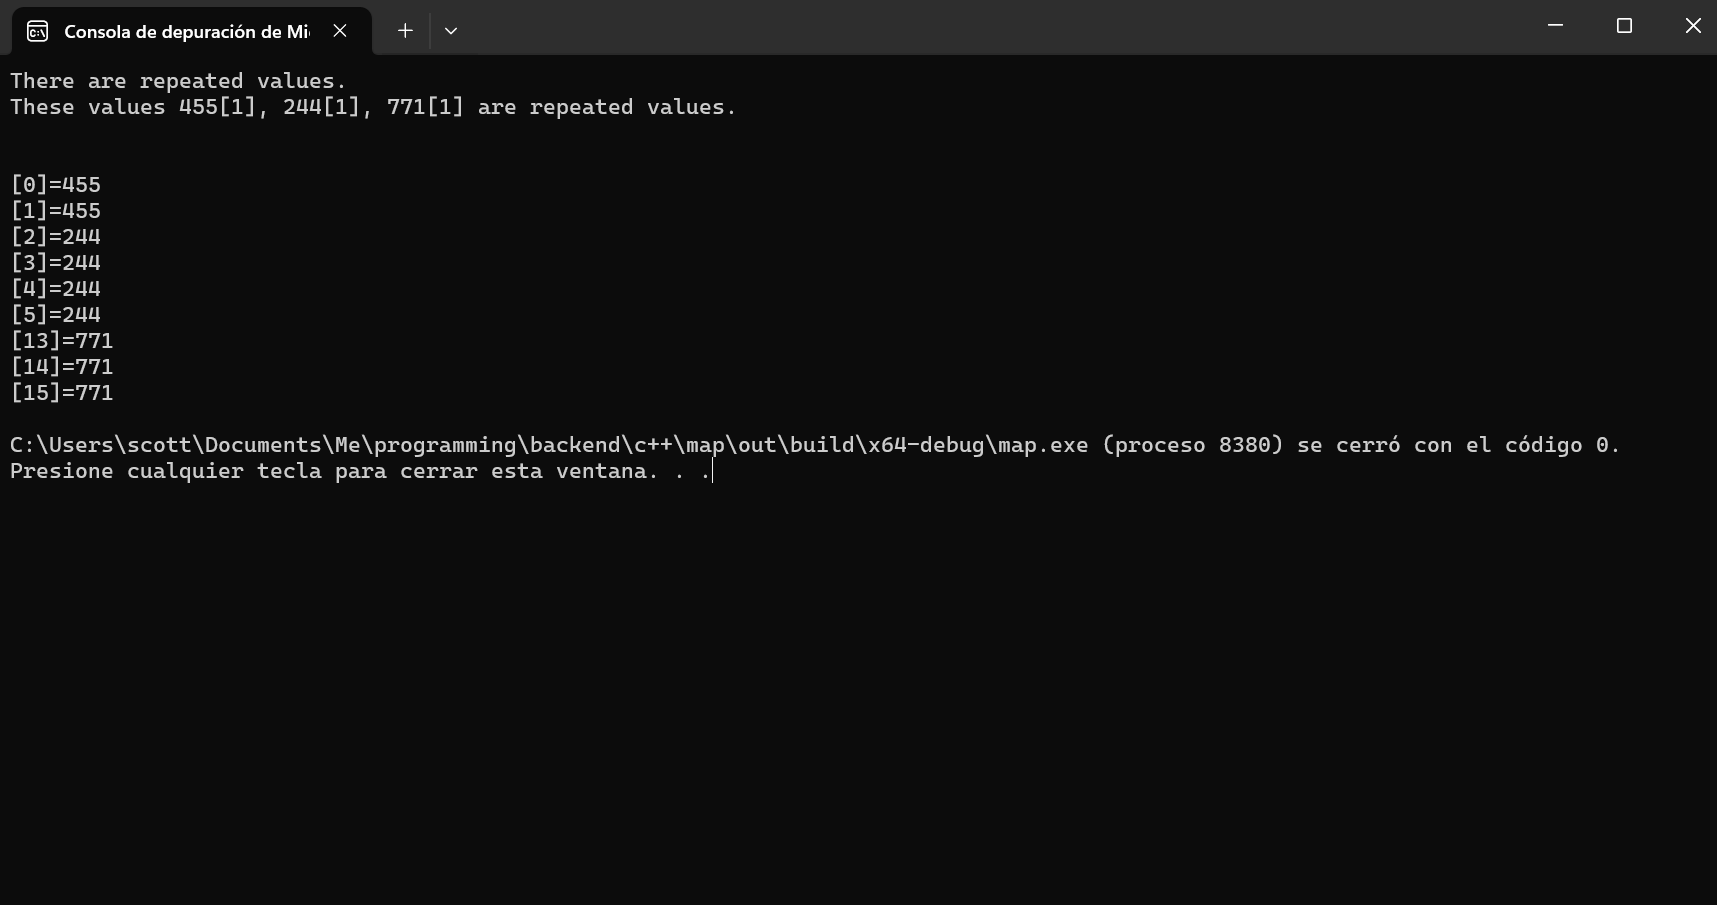 Consola de depuración de Mi
There are repeated values.
These values 455[1], 244[1], 771[1] are repeated values.
[0]=455
[1]=455
[2]=244
[3]=244
[4]=244
[5]=244
[13]=771
[14]=771
[15]=771
C:\Users\scott\Documents\Me\programming\backend\c++\map\out\build\x64-debug\map.exe (proceso 8380) se cerró con el código 0.
Presione cualquier tecla para cerrar esta ventana. . .